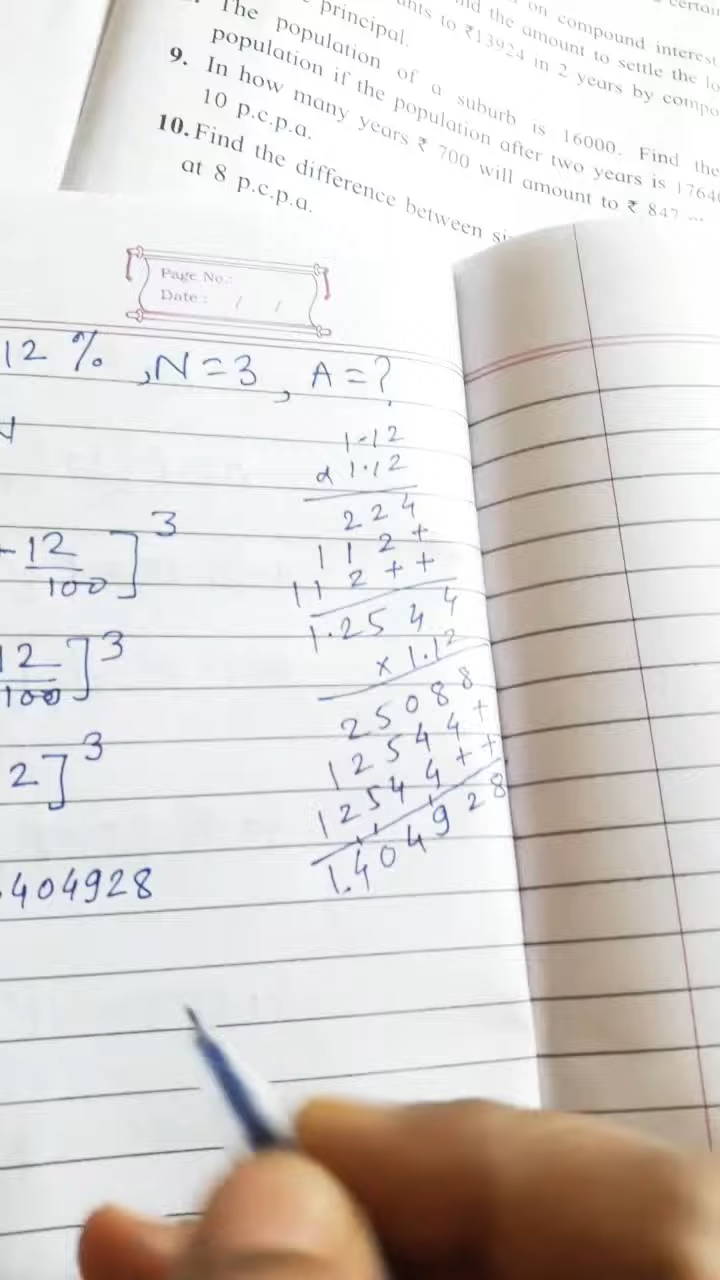 on compound interest
nd the amount to settle the lo
principal.
unts to ₹13924 in 2 years by compo
The population of a suburb is 16000. Find the
population if the population after two years is 1764
9. In how many years ₹ 700 will amount to ₹ 847
10 p.c.p.a.
10. Find the difference between si
at 8 p.c.p.a.
Page No.:
Date : / /
12 % , N = 3 , A = ?
N
12/100]³
12/100]³
2]³
.404928
1.12
x 1.12
224
112+
112++
1.2544
x 1.12
25088
12544+
12544++
1.404928